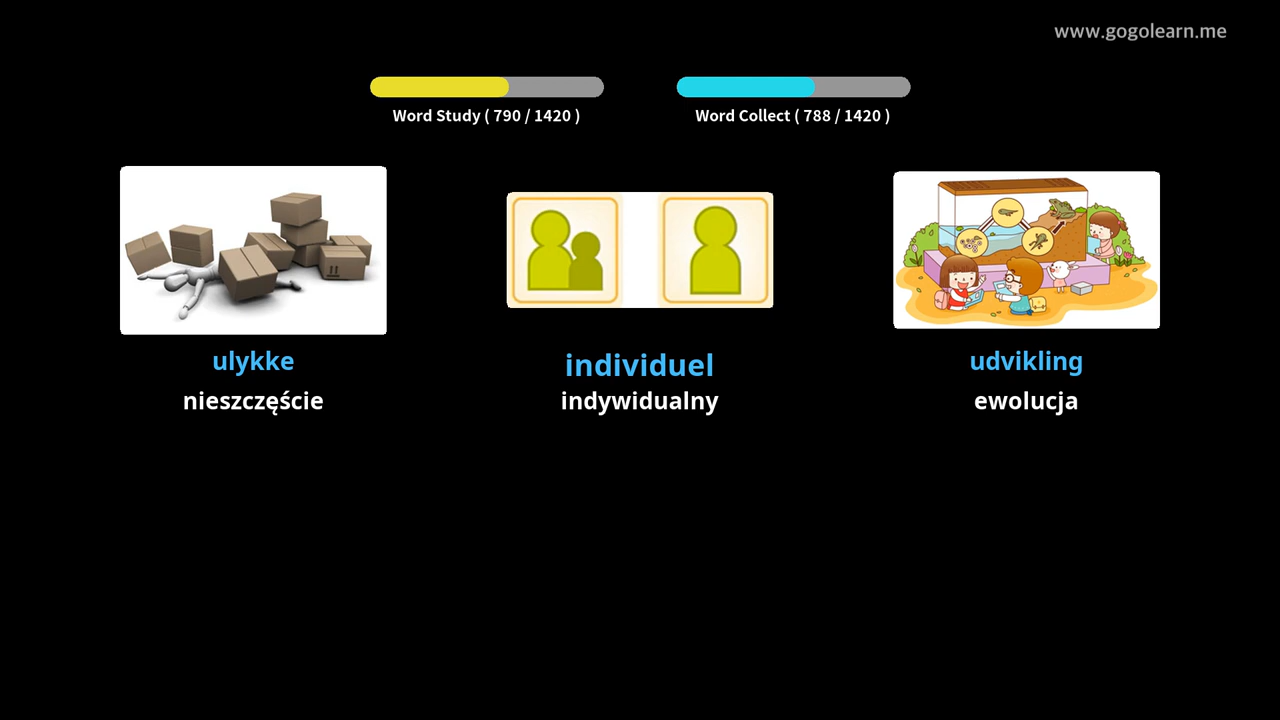 www.gogolearn.me
Word Study ( 790 / 1420 )
Word Collect ( 788 / 1420 )
ulykke
individuel
udvikling
nieszczęście
indywidualny
ewolucja